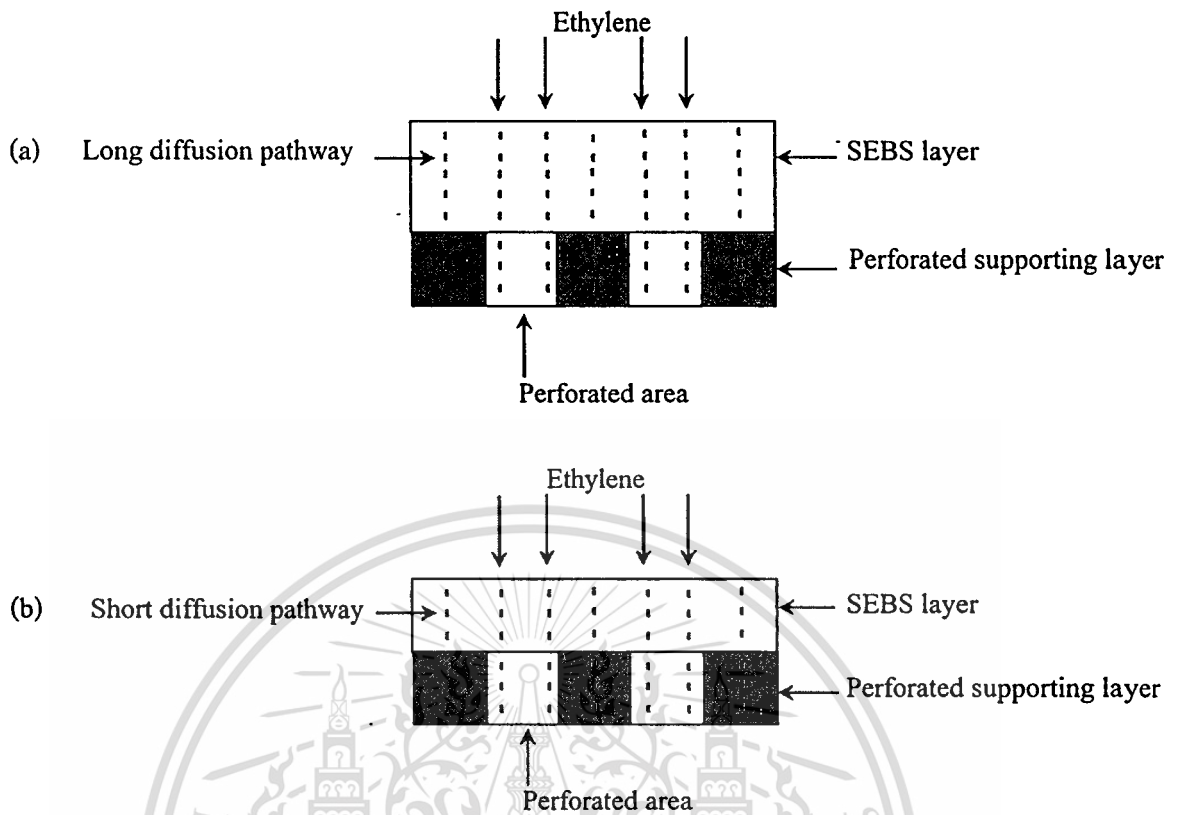 Ethylene
(a) Long diffusion pathway
SEBS layer
Perforated supporting layer
Perforated area
Ethylene
(b) Short diffusion pathway
SEBS layer
Perforated supporting layer
Perforated area